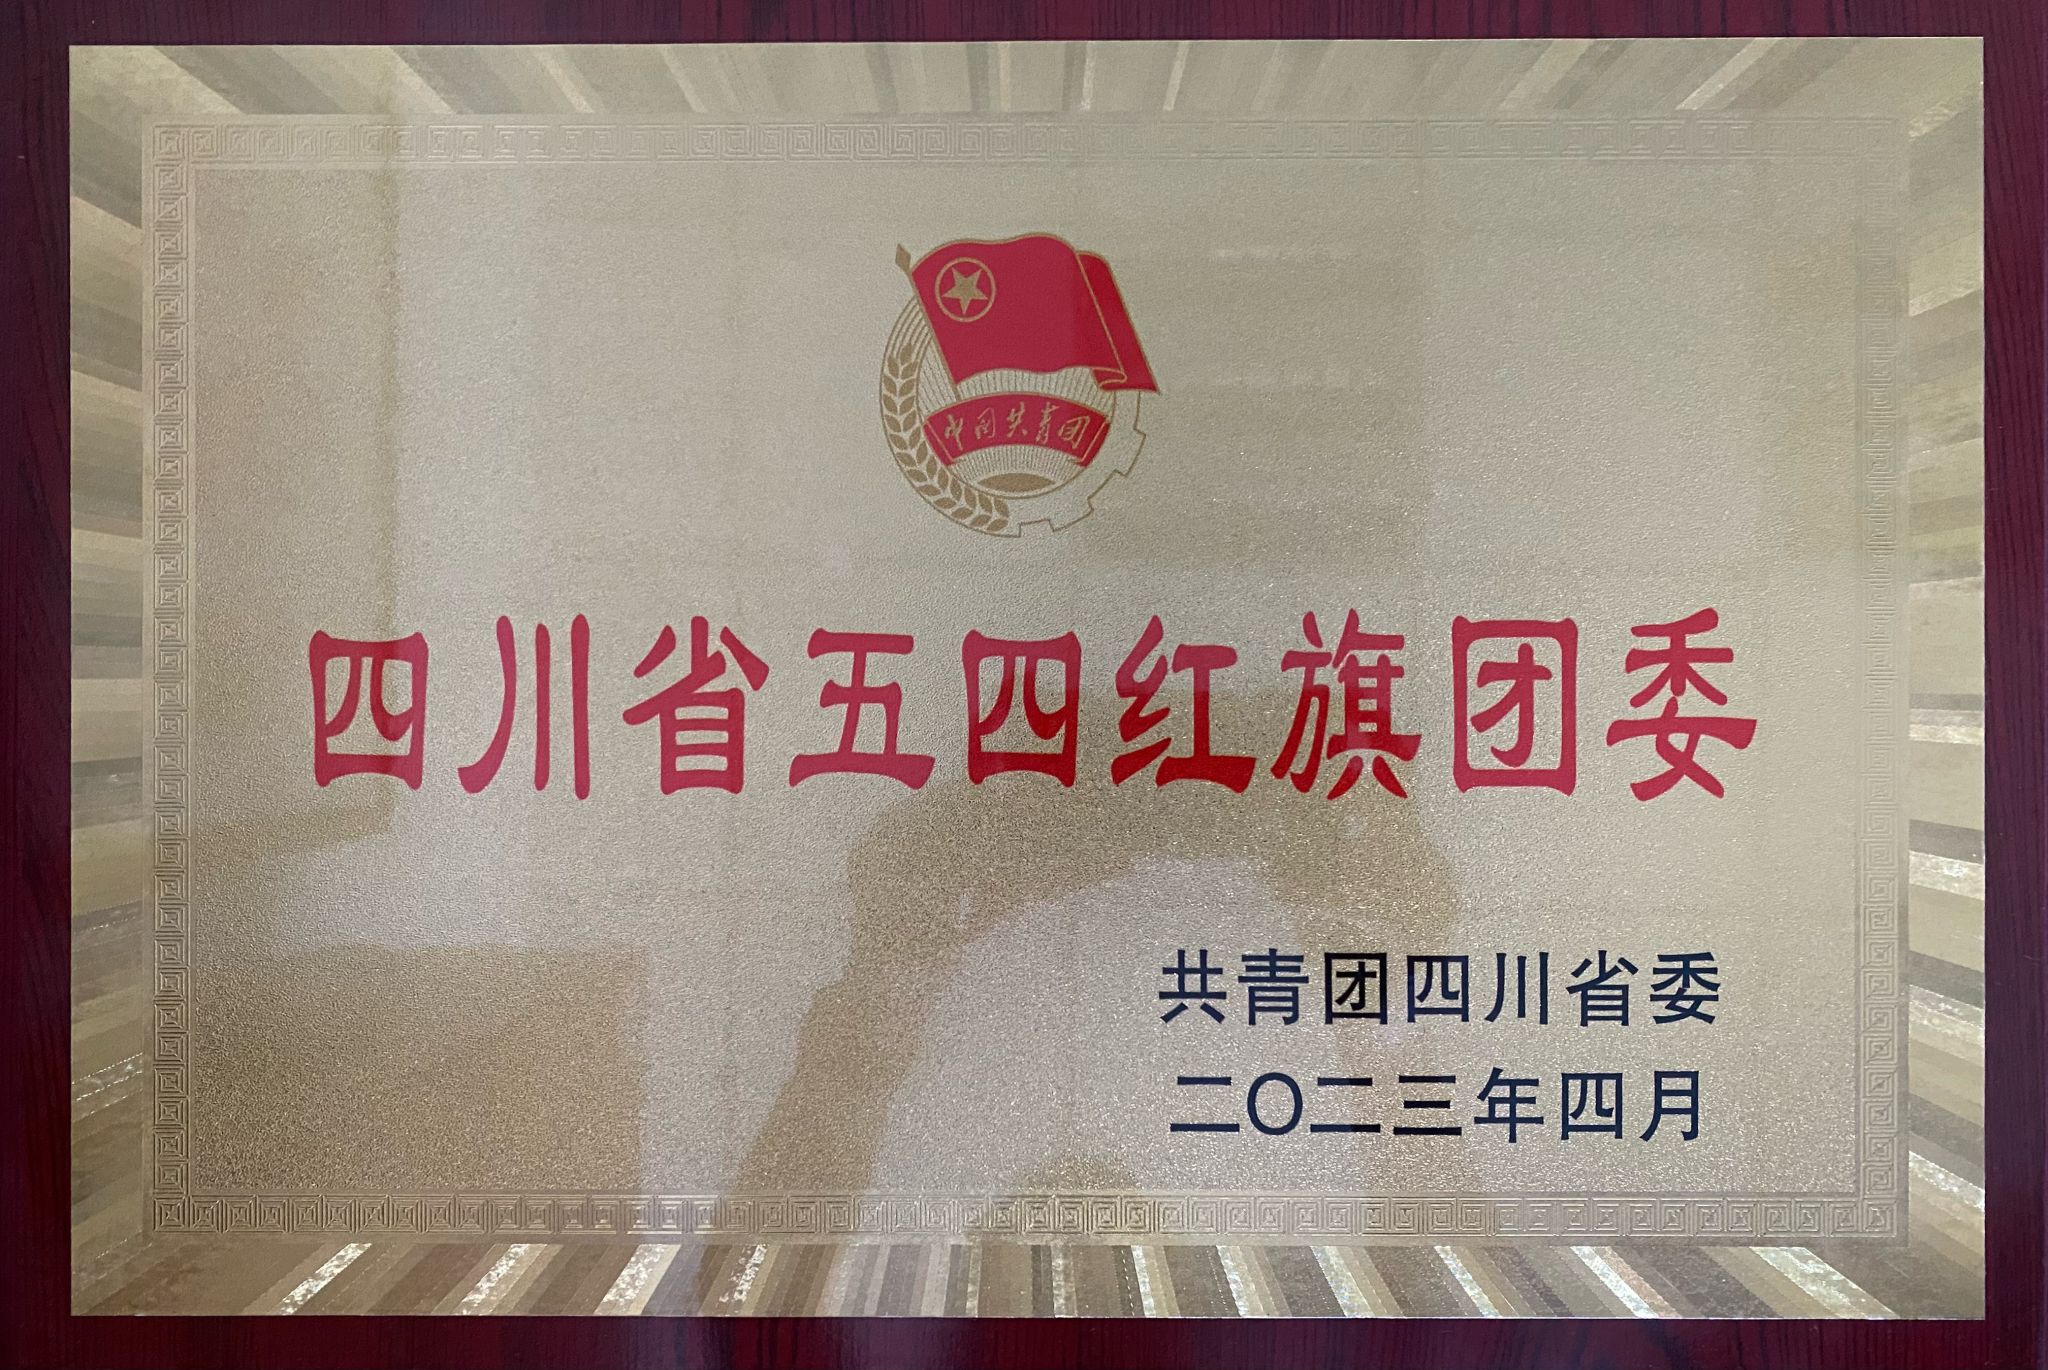 中国共青团
四川省五四红旗团委
共青团四川省委
二〇二三年四月